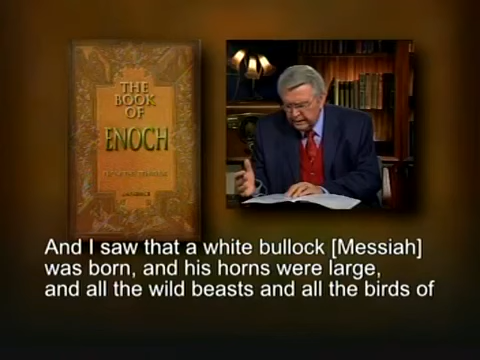 THE
BOOK
OF
ENOCH
And I saw that a white bullock [Messiah]
was born, and his horns were large,
and all the wild beasts and all the birds of